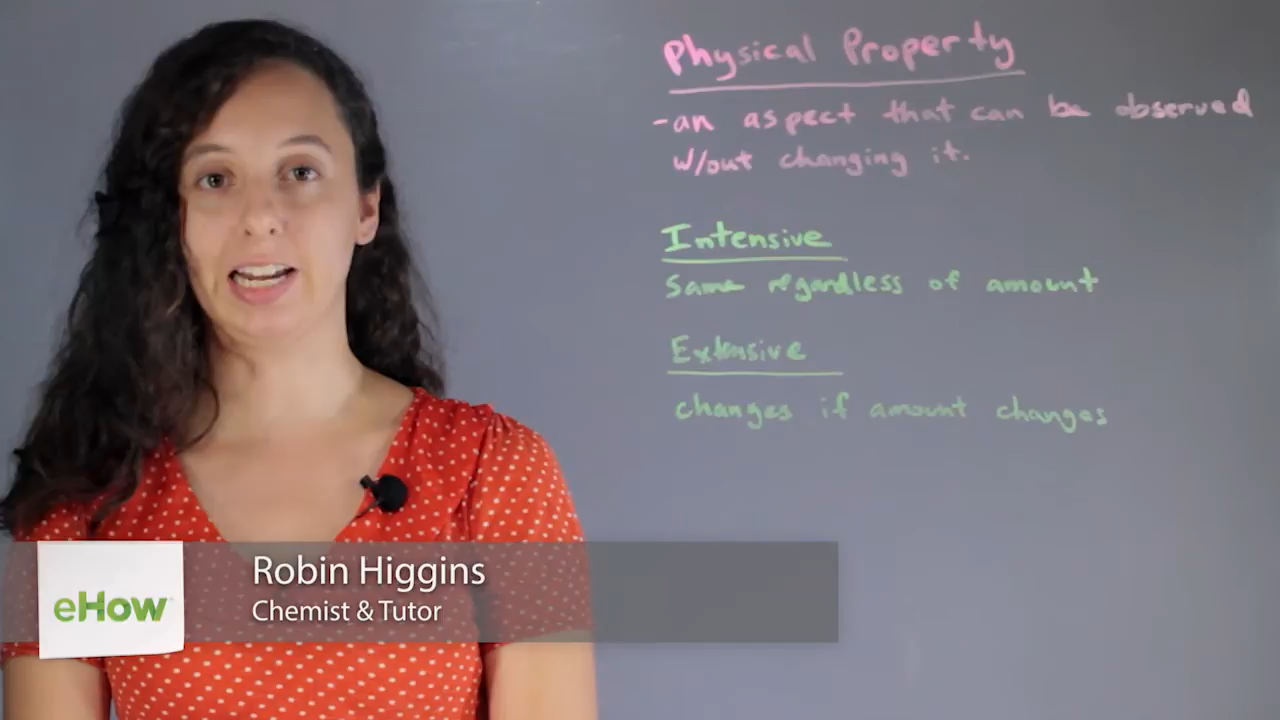 Physical Property
-an aspect that can be observed
w/out changing it.
Intensive
Same regardless of amount
Extensive
changes if amount changes
Robin Higgins
Chemist & Tutor
eHow